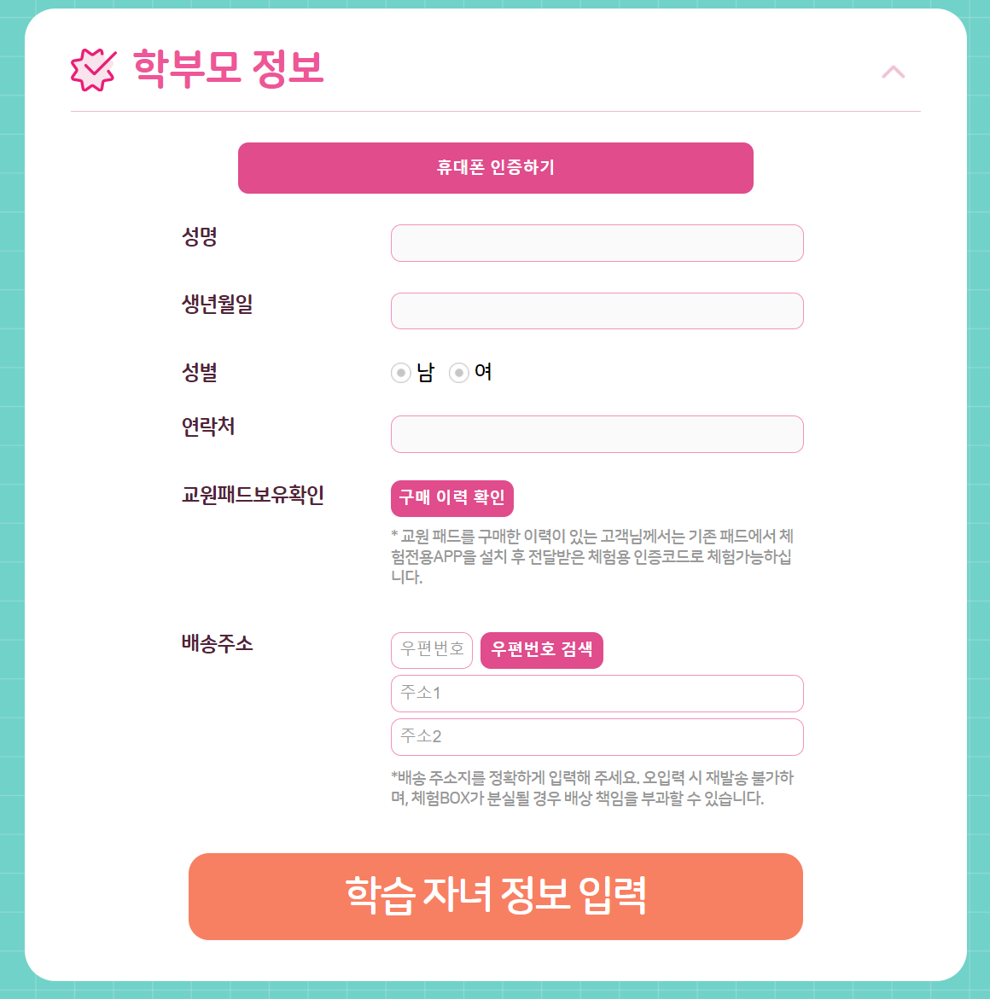 학부모 정보
휴대폰 인증하기
성명
생년월일
성별
남 여
연락처
교원패드보유확인
구매 이력 확인
* 교원 패드를 구매한 이력이 있는 고객님께서는 기존 패드에서 체
험전용APP을 설치 후 전달받은 체험용 인증코드로 체험가능하십
니다.
배송주소
우편번호 우편번호 검색
주소1
주소2
*배송 주소지를 정확하게 입력해 주세요. 오입력 시 재발송 불가하
며, 체험BOX가 분실될 경우 배상 책임을 부과할 수 있습니다.
학습 자녀 정보 입력